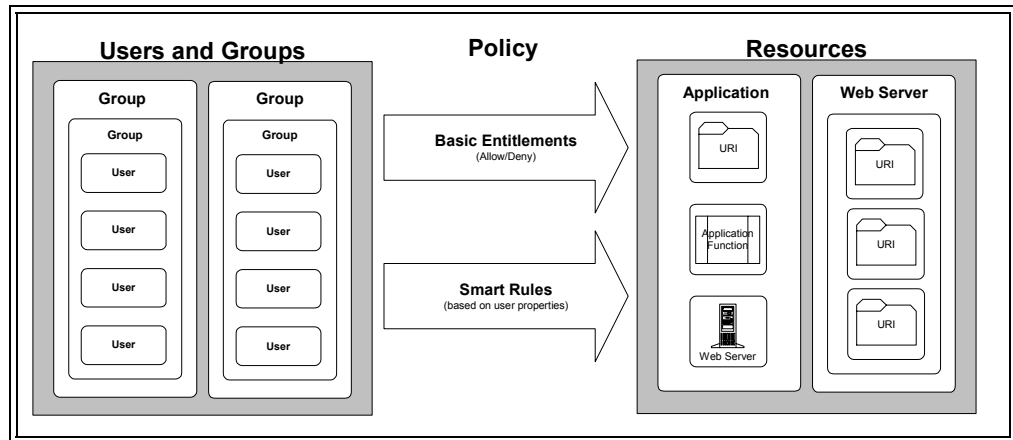 Users and Groups
Policy
Resources
Group
Group
User
User
User
User
Group
Group
User
User
User
User
Basic Entitlements
(Allow/Deny)
Smart Rules
(based on user properties)
Application
URI
Application
Function
Web Server
Web Server
URI
URI
URI